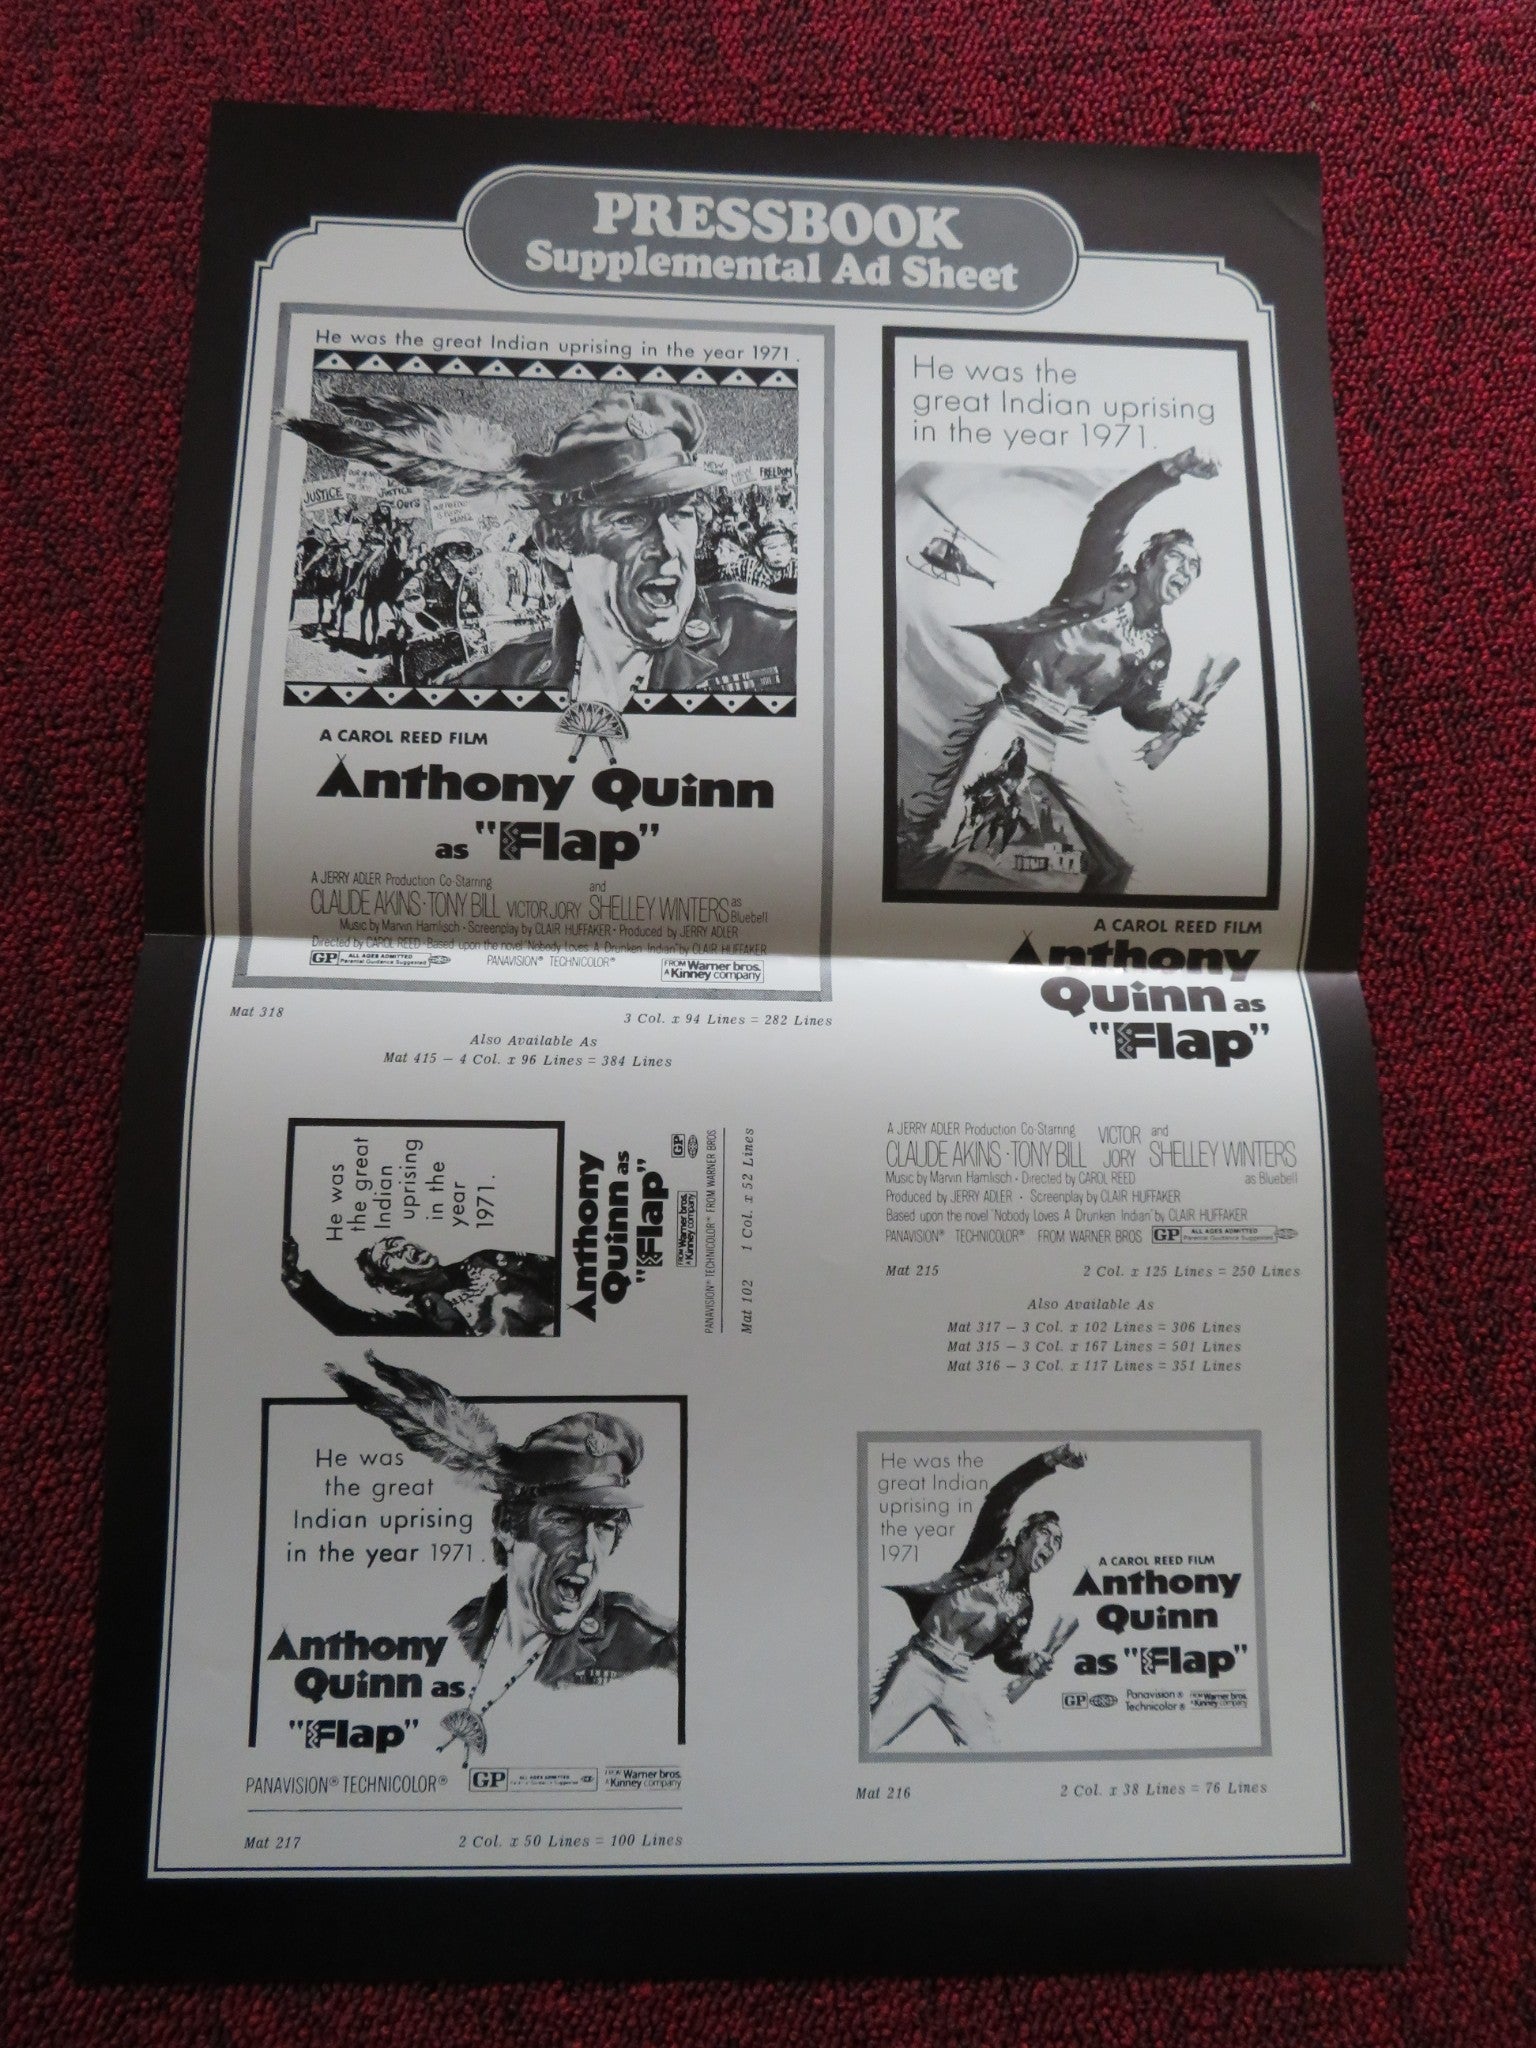 PRESSBOOK
Supplemental Ad Sheet
He was the great Indian uprising in the year 1971.
JUSTICE
JUSTICE
OURS
NEW
FREEDOM
A CAROL REED FILM
Anthony Quinn
as "Flap"
A JERRY ADLER Production Co-Starring
CLAUDE AKINS · TONY BILL VICTOR JORY and SHELLEY WINTERS as Bluebell
Music by Marvin Hamlisch · Screenplay by CLAIR HUFFAKER · Produced by JERRY ADLER
Directed by CAROL REED · Based upon the novel "Nobody Loves A Drunken Indian" by CLAIR HUFFAKER
GP ALL AGES ADMITTED
Parental Guidance Suggested
PANAVISION® TECHNICOLOR®
FROM Warner bros.
A Kinney company
Mat 318
3 Col. x 94 Lines = 282 Lines
Also Available As
Mat 415 — 4 Col. x 96 Lines = 384 Lines
He was the
great Indian uprising
in the year 1971.
A CAROL REED FILM
Anthony
Quinn as
"Flap"
A JERRY ADLER Production Co-Starring
CLAUDE AKINS · TONY BILL VICTOR JORY and SHELLEY WINTERS
as Bluebell
Music by Marvin Hamlisch · Directed by CAROL REED
Produced by JERRY ADLER · Screenplay by CLAIR HUFFAKER
Based upon the novel "Nobody Loves A Drunken Indian" by CLAIR HUFFAKER
PANAVISION® TECHNICOLOR® FROM WARNER BROS
GP ALL AGES ADMITTED
Parental Guidance Suggested
Mat 215
2 Col. x 125 Lines = 250 Lines
Also Available As
Mat 317 — 3 Col. x 102 Lines = 306 Lines
Mat 315 — 3 Col. x 167 Lines = 501 Lines
Mat 316 — 3 Col. x 117 Lines = 351 Lines
He was
the great
Indian
uprising
in the
year
1971.
Anthony
Quinn as
"Flap"
GP
FROM Warner bros.
A Kinney company
PANAVISION® TECHNICOLOR® FROM WARNER BROS.
Mat 102
1 Col. x 52 Lines
He was
the great
Indian uprising
in the year 1971.
Anthony
Quinn as
"Flap"
PANAVISION® TECHNICOLOR®
GP ALL AGES ADMITTED
Parental Guidance Suggested
FROM Warner bros.
A Kinney company
Mat 217
2 Col. x 50 Lines = 100 Lines
He was the
great Indian
uprising in
the year
1971
A CAROL REED FILM
Anthony
Quinn
as "Flap"
GP
Panavision®
Technicolor®
FROM Warner bros.
A Kinney company
Mat 216
2 Col. x 38 Lines = 76 Lines